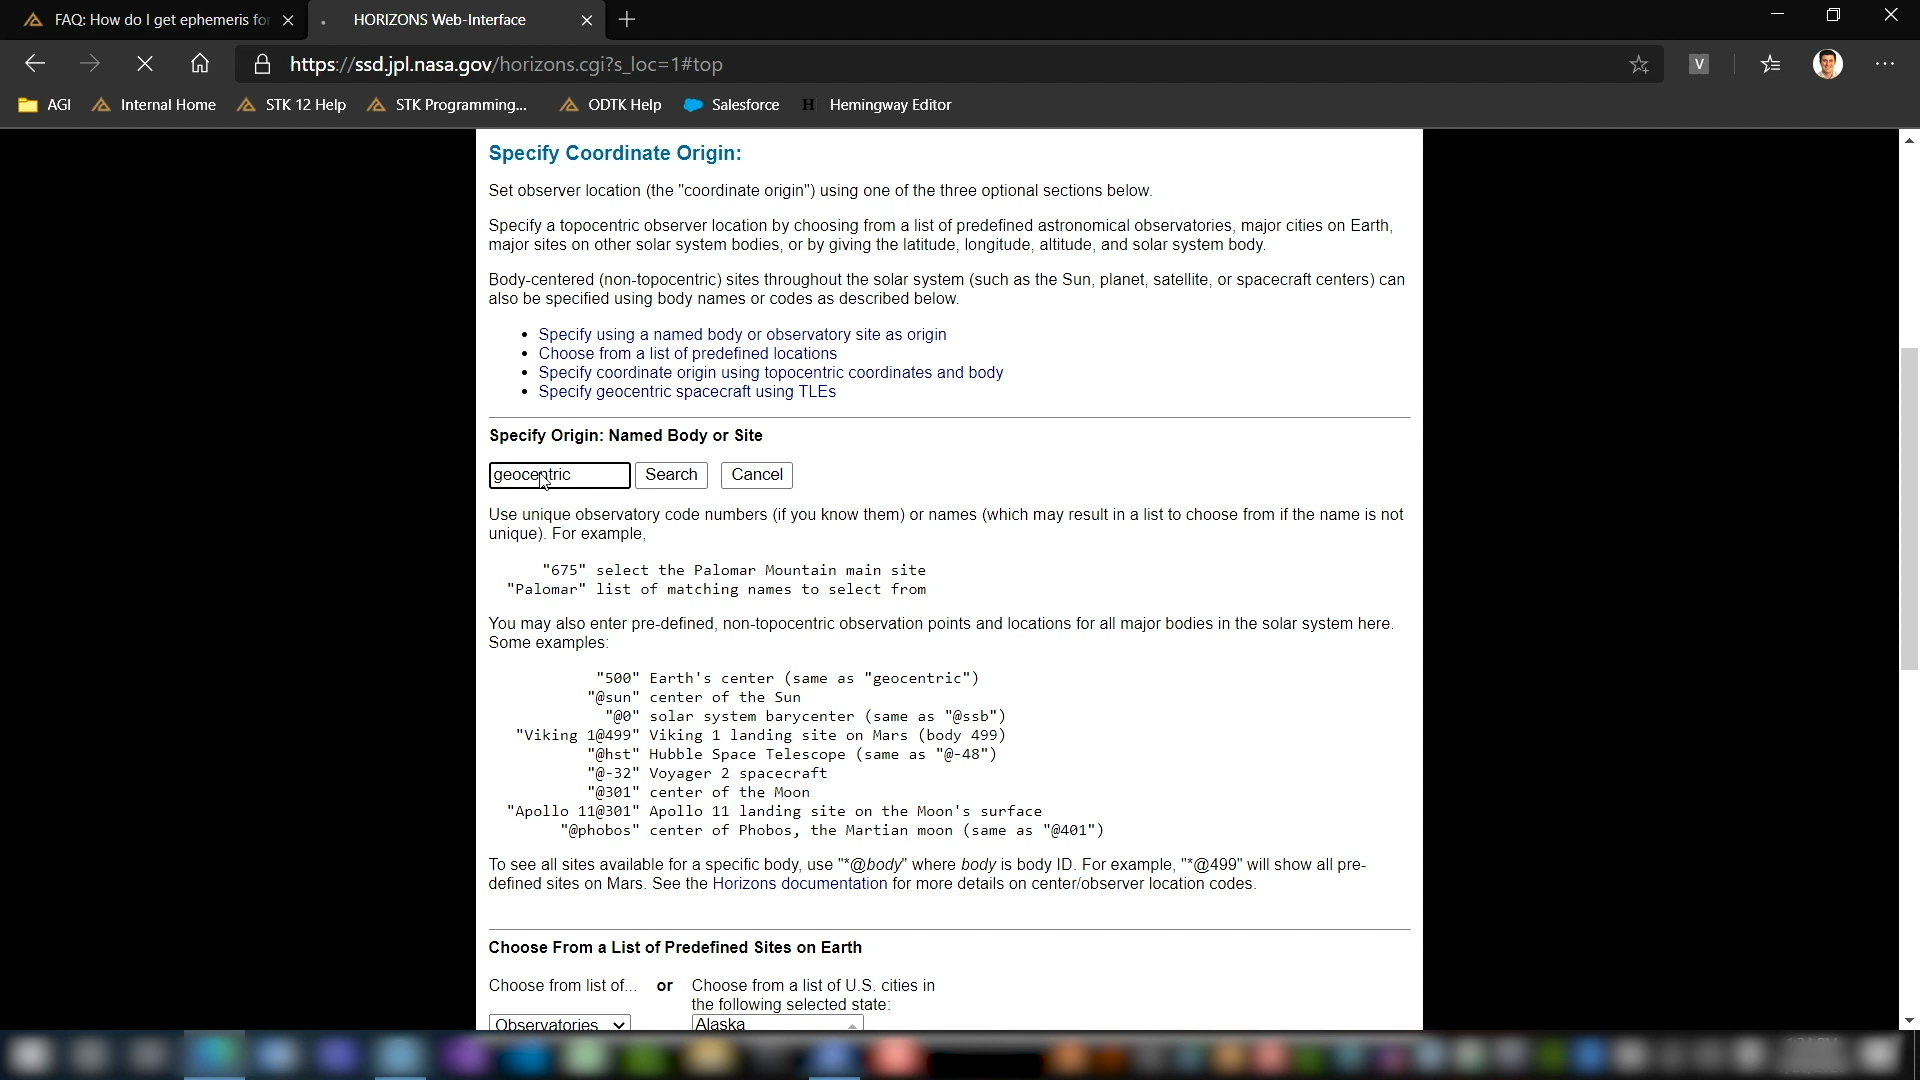 FAQ: How do I get ephemeris for
HORIZONS Web-Interface
https://ssd.jpl.nasa.gov/horizons.cgi?s_loc=1#top
V
AGI
Internal Home
STK 12 Help
STK Programming...
ODTK Help
Salesforce
H Hemingway Editor
Specify Coordinate Origin:
Set observer location (the "coordinate origin") using one of the three optional sections below.
Specify a topocentric observer location by choosing from a list of predefined astronomical observatories, major cities on Earth,
major sites on other solar system bodies, or by giving the latitude, longitude, altitude, and solar system body.
Body-centered (non-topocentric) sites throughout the solar system (such as the Sun, planet, satellite, or spacecraft centers) can
also be specified using body names or codes as described below.
• Specify using a named body or observatory site as origin
• Choose from a list of predefined locations
• Specify coordinate origin using topocentric coordinates and body
• Specify geocentric spacecraft using TLEs
Specify Origin: Named Body or Site
geocentric Search Cancel
Use unique observatory code numbers (if you know them) or names (which may result in a list to choose from if the name is not
unique). For example,
"675" select the Palomar Mountain main site
"Palomar" list of matching names to select from
You may also enter pre-defined, non-topocentric observation points and locations for all major bodies in the solar system here.
Some examples:
"500" Earth's center (same as "geocentric")
"@sun" center of the Sun
"@0" solar system barycenter (same as "@ssb")
"Viking 1@499" Viking 1 landing site on Mars (body 499)
"@hst" Hubble Space Telescope (same as "@-48")
"@-32" Voyager 2 spacecraft
"@301" center of the Moon
"Apollo 11@301" Apollo 11 landing site on the Moon's surface
"@phobos" center of Phobos, the Martian moon (same as "@401")
To see all sites available for a specific body, use "*@body" where body is body ID. For example, "*@499" will show all pre-
defined sites on Mars. See the Horizons documentation for more details on center/observer location codes.
Choose From a List of Predefined Sites on Earth
Choose from list of... or Choose from a list of U.S. cities in
the following selected state:
Observatories Alaska